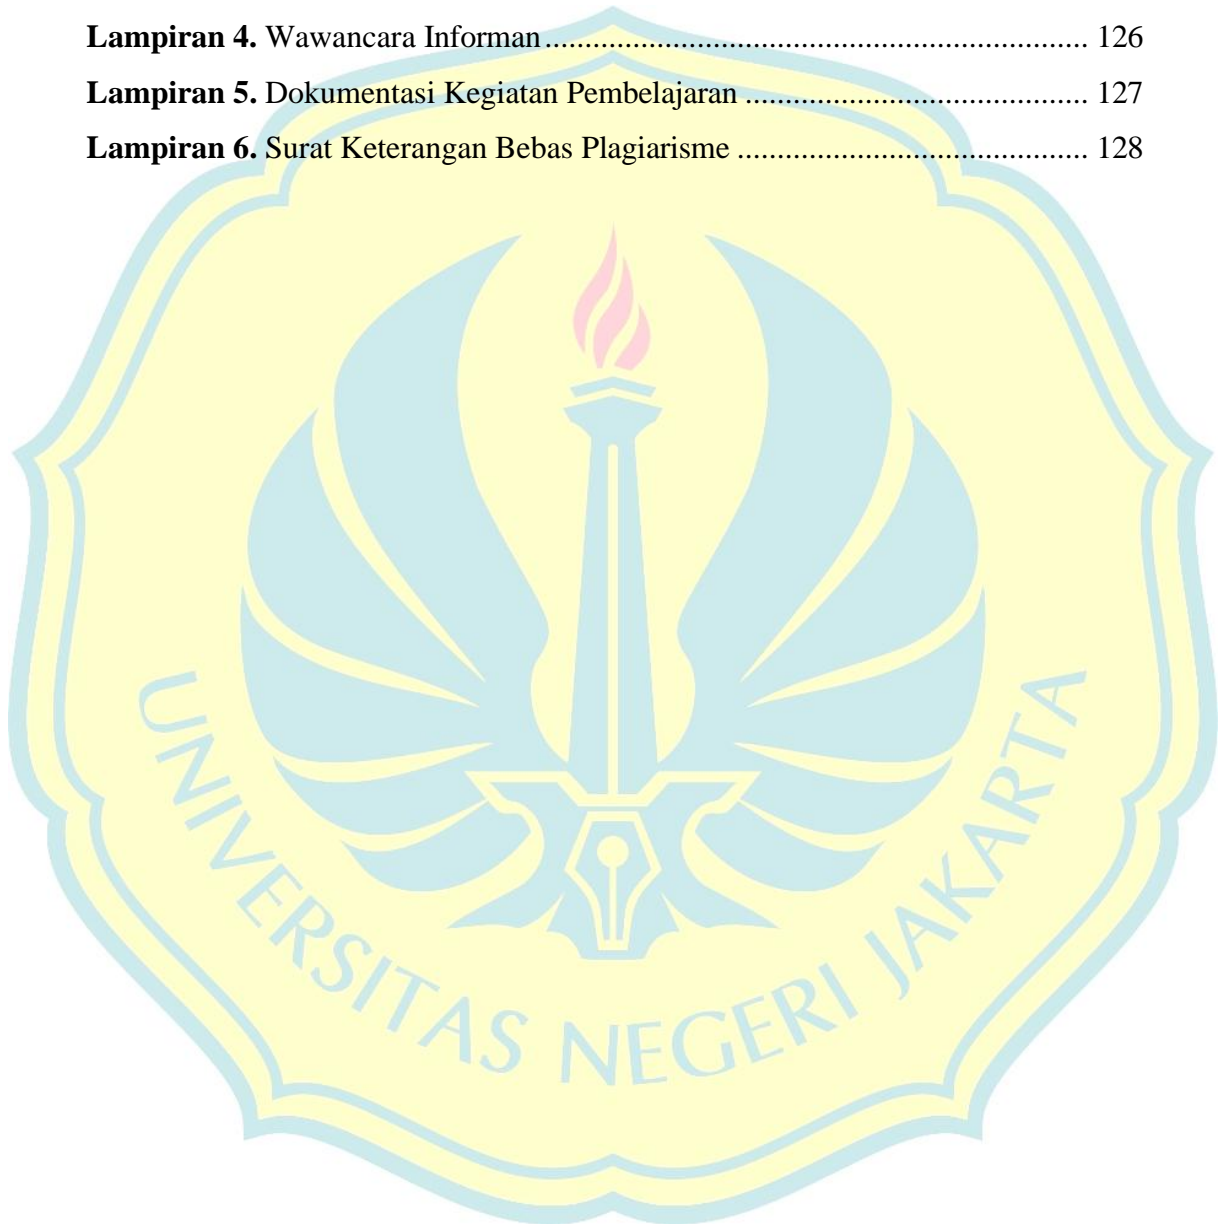 Lampiran 4. Wawancara Informan ..................................................................... 126
Lampiran 5. Dokumentasi Kegiatan Pembelajaran ........................................... 127
Lampiran 6. Surat Keterangan Bebas Plagiarisme ............................................ 128
UNIVERSITAS NEGERI JAKARTA